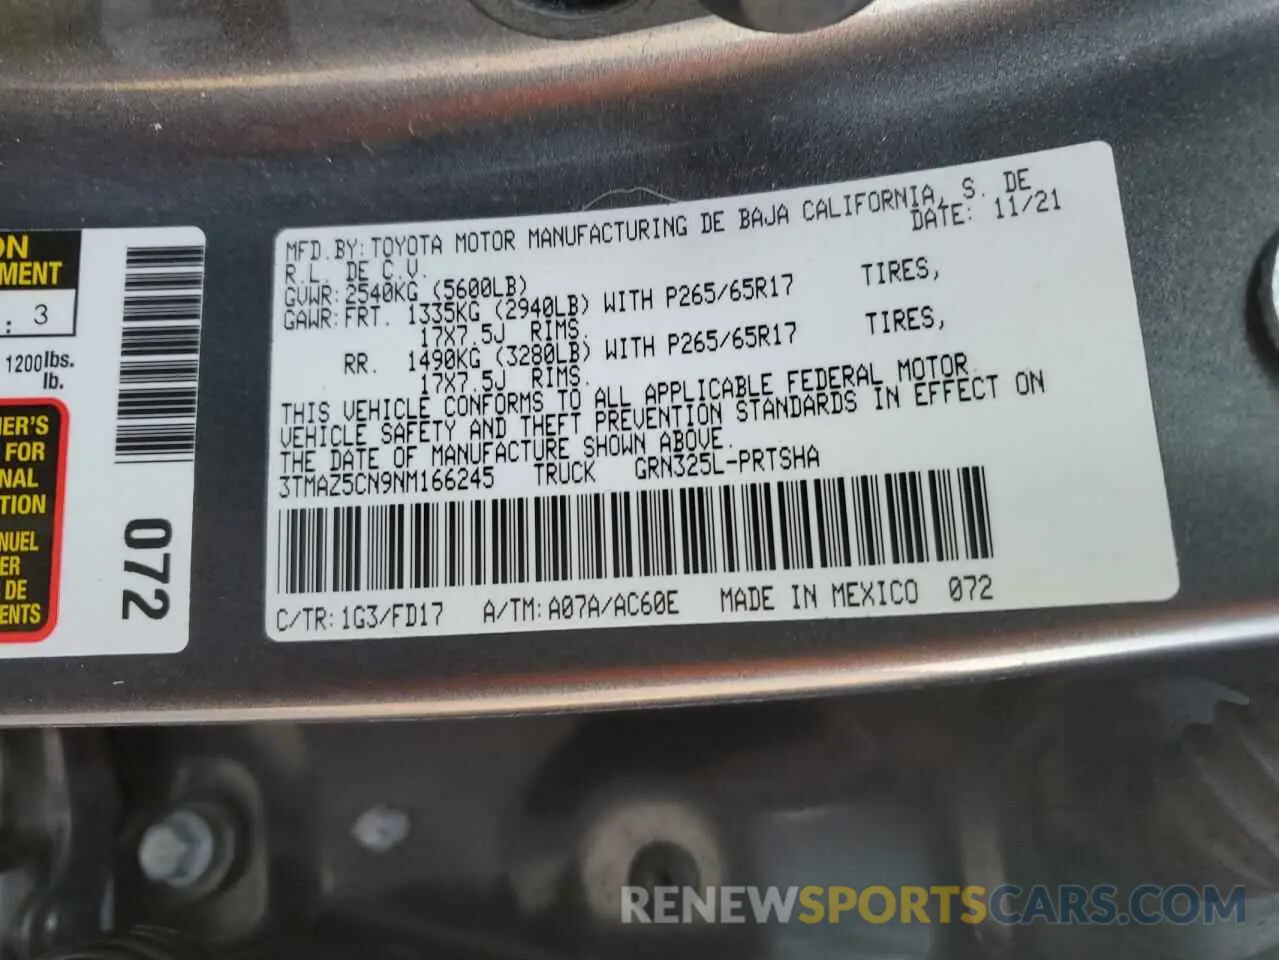 MFD.BY: TOYOTA MOTOR MANUFACTURING DE BAJA CALIFORNIA, S. DE
R.L. DE C.V. DATE: 11/21
GVWR: 2540KG (5600LB)
GAWR: FRT. 1335KG (2940LB) WITH P265/65R17 TIRES,
17X7.5J RIMS.
RR. 1490KG (3280LB) WITH P265/65R17 TIRES,
17X7.5J RIMS.
THIS VEHICLE CONFORMS TO ALL APPLICABLE FEDERAL MOTOR
VEHICLE SAFETY AND THEFT PREVENTION STANDARDS IN EFFECT ON
THE DATE OF MANUFACTURE SHOWN ABOVE.
3TMAZ5CN9NM166245 TRUCK GRN325L-PRTSHA
C/TR: 1G3/FD17 A/TM: A07A/AC60E MADE IN MEXICO 072
ON
MENT
: 3
1200lbs.
lb.
ER'S
FOR
NAL
TION
NUEL
ER
DE
ENTS
072
RENEWSPORTSCARS.COM